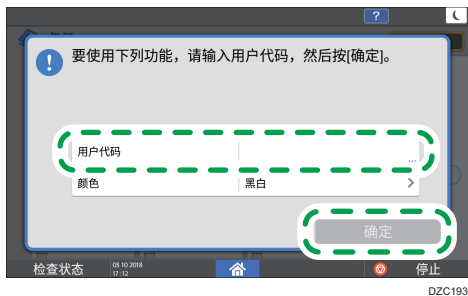 ?
要使用下列功能，请输入用户代码，然后按[确定]。
用户代码
...
颜色 黑白
确定
检查状态 03 10 2018 17:12 停止
DZC193